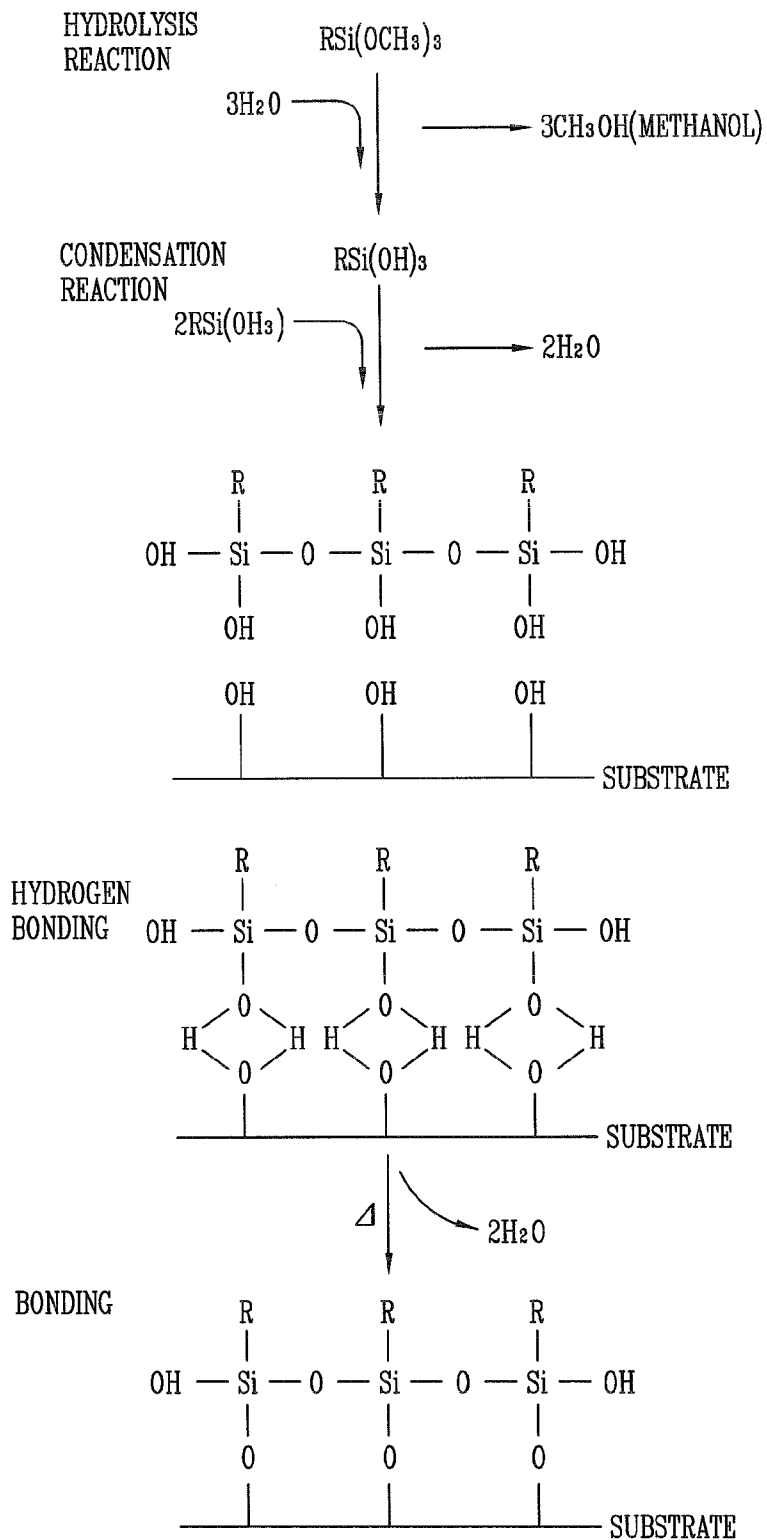 HYDROLYSIS
REACTION
RSi(OCH3)3
3H2O
3CH3OH(METHANOL)
CONDENSATION
REACTION
RSi(OH)3
2RSi(OH3)
2H2O
R R R
OH — Si — O — Si — O — Si — OH
OH OH OH
OH OH OH
SUBSTRATE
HYDROGEN
BONDING
R R R
OH — Si — O — Si — O — Si — OH
O O O
H H H H H H
O O O
SUBSTRATE
Δ
2H2O
BONDING
R R R
OH — Si — O — Si — O — Si — OH
O O O
SUBSTRATE